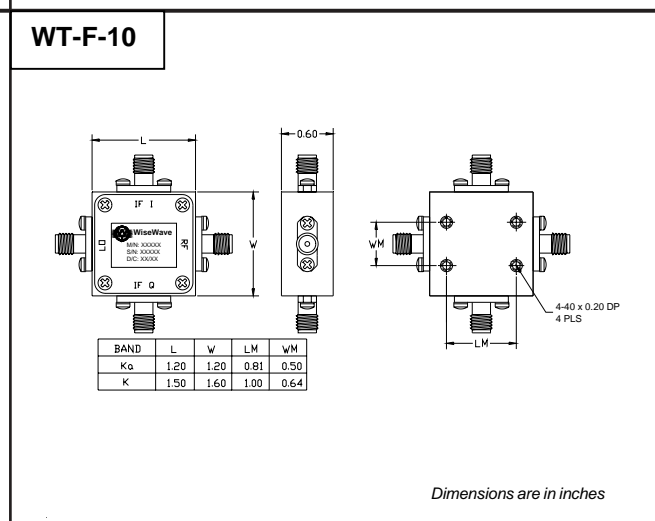 WT-F-10
L
0.60
IF I
WiseWave
M/N: XXXXX
S/N: XXXXX
D/C: XX/XX
LO
RF
IF Q
W
WM
4-40 x 0.20 DP
4 PLS
LM
BAND L W LM WM
Ka 1.20 1.20 0.81 0.50
K 1.50 1.60 1.00 0.64
Dimensions are in inches